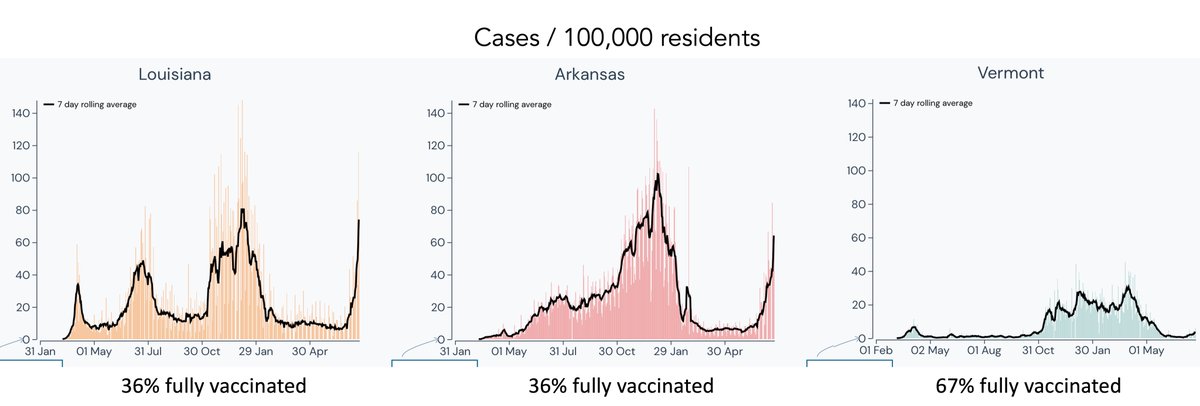 Cases / 100,000 residents
Louisiana
7 day rolling average
140
120
100
80
60
40
20
0
31 Jan 01 May 31 Jul 30 Oct 29 Jan 30 Apr
36% fully vaccinated
Arkansas
7 day rolling average
140
120
100
80
60
40
20
0
31 Jan 01 May 31 Jul 30 Oct 29 Jan 30 Apr
36% fully vaccinated
Vermont
7 day rolling average
140
120
100
80
60
40
20
0
01 Feb 02 May 01 Aug 31 Oct 30 Jan 01 May
67% fully vaccinated